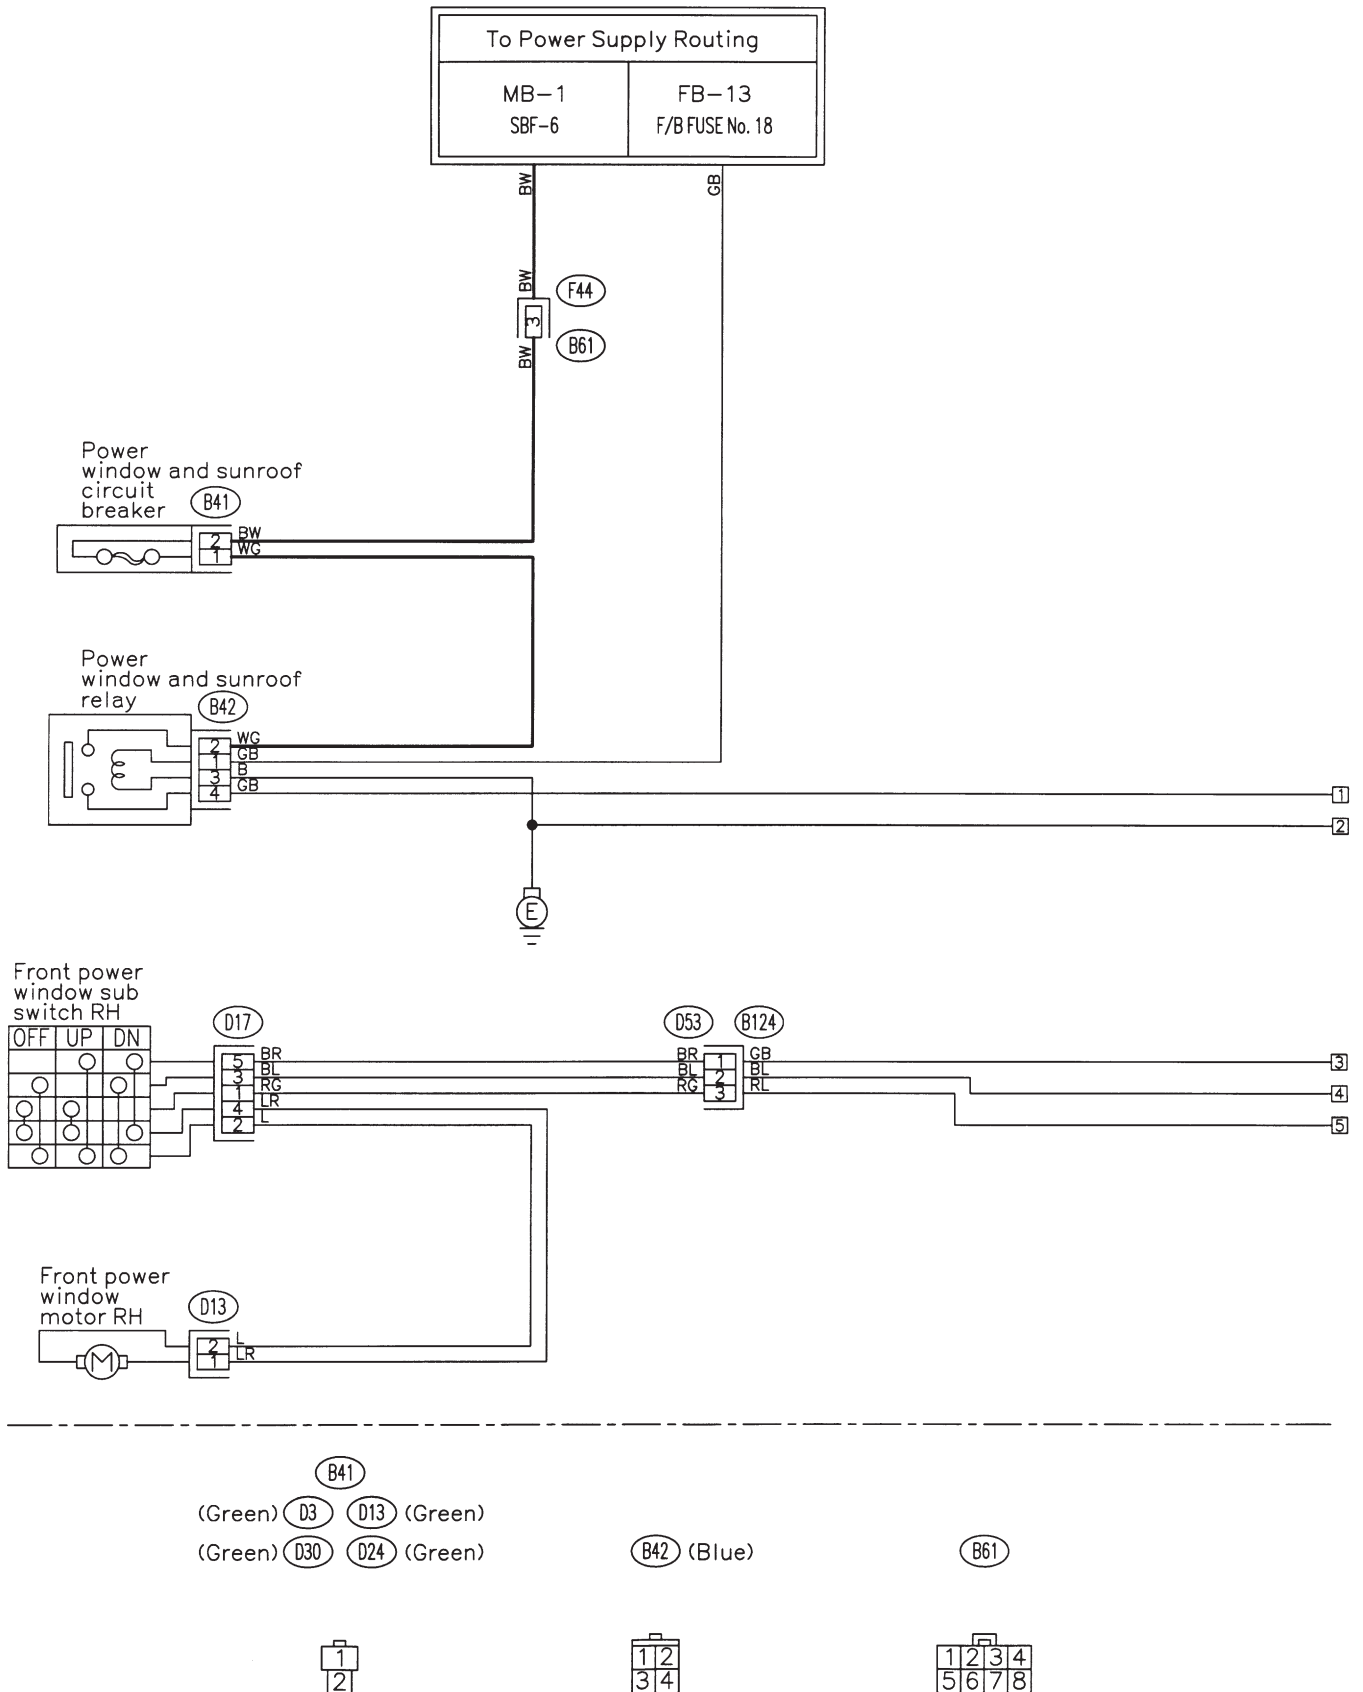 To Power Supply Routing
MB-1
SBF-6
FB-13
F/B FUSE No. 18
BW
GB
BW
F44
3
B61
BW
Power
window and sunroof
circuit
breaker
B41
2 BW
1 WG
Power
window and sunroof
relay
B42
2 WG
1 GB
3 B
4 GB
1
2
E
Front power
window sub
switch RH
OFF UP DN
D17
D53
B124
5 BR
3 BL
1 RG
4 LR
2 L
BR 1 GB
BL 2 BL
RG 3 RL
3
4
5
Front power
window
motor RH
D13
M
2 L
1 LR
B41
(Green) D3 D13 (Green)
(Green) D30 D24 (Green)
B42 (Blue)
B61
1
2
1 2
3 4
1 2 3 4
5 6 7 8